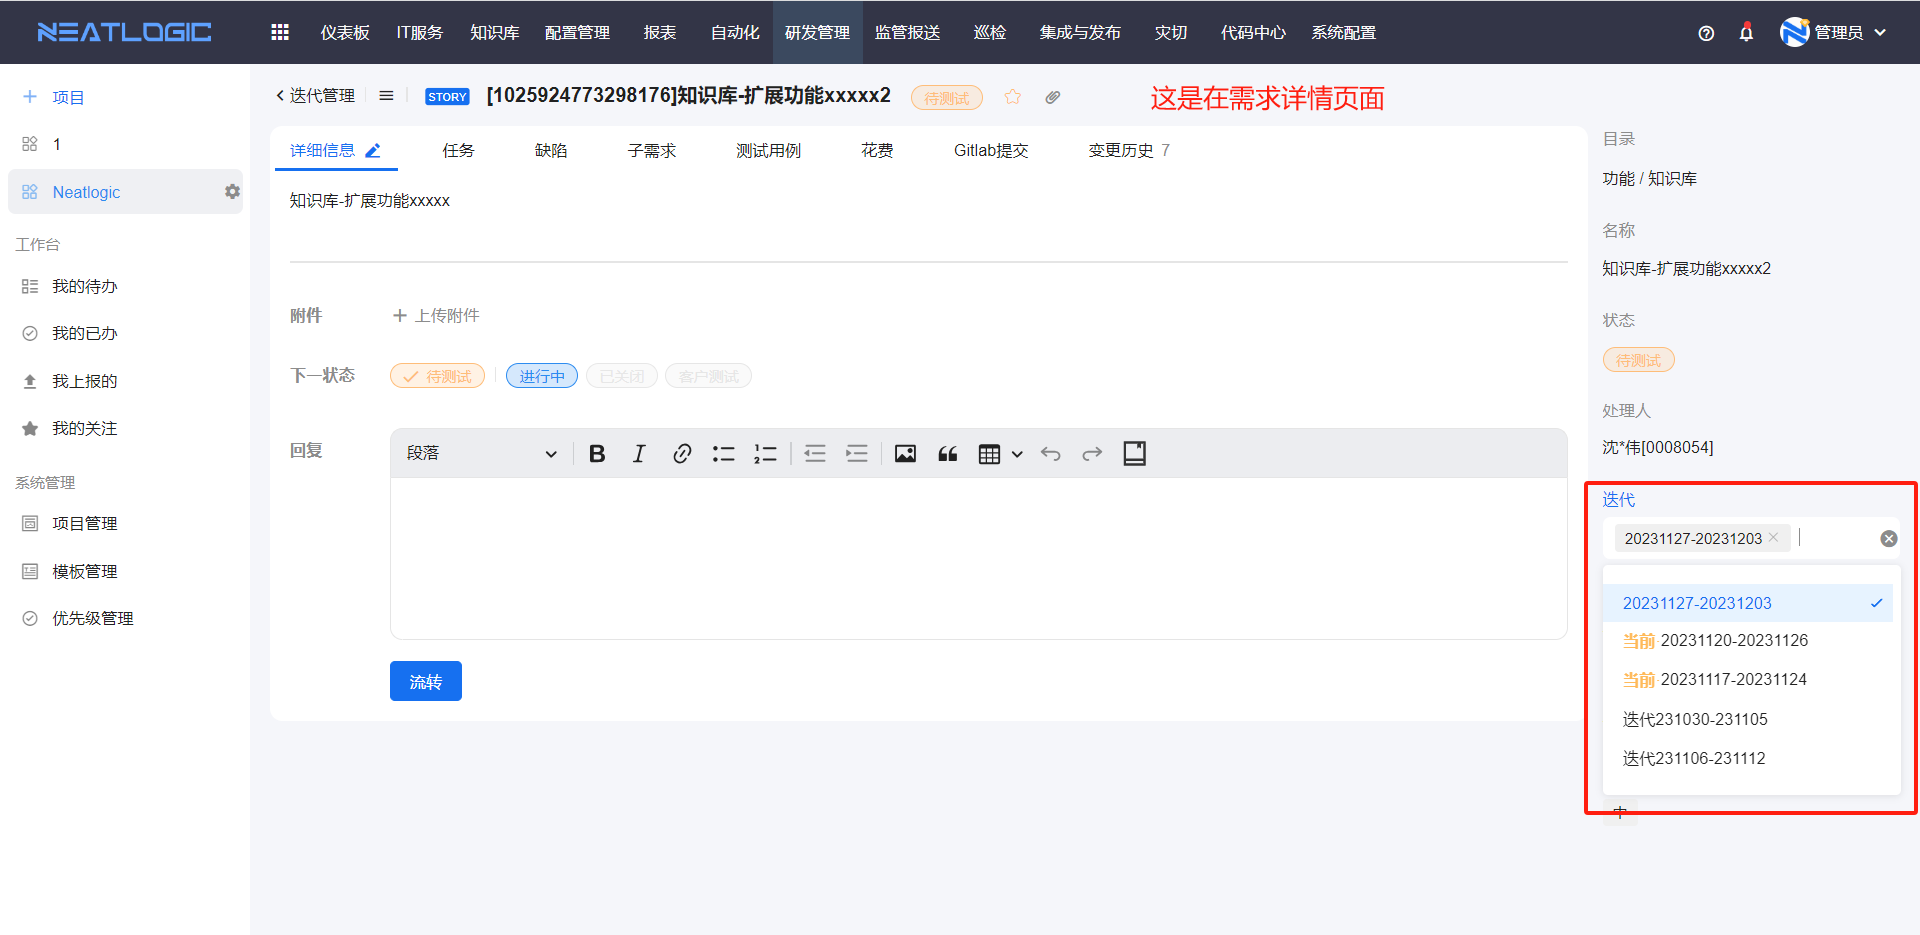 NEATLOGIC
仪表板 IT服务 知识库 配置管理 报表 自动化 研发管理 监管报送 巡检 集成与发布 灾切 代码中心 系统配置 管理员
项目
1
Neatlogic
工作台
我的待办
我的已办
我上报的
我的关注
系统管理
项目管理
模板管理
优先级管理
迭代管理 STORY [1025924773298176]知识库-扩展功能xxxxx2 待测试 这是在需求详情页面
详细信息 任务 缺陷 子需求 测试用例 花费 Gitlab提交 变更历史 7
知识库-扩展功能xxxxx
附件 上传附件
下一状态 待测试 进行中 已关闭 客户测试
回复 段落
流转
目录
功能 / 知识库
名称
知识库-扩展功能xxxxx2
状态
待测试
处理人
沈*伟[0008054]
迭代
20231127-20231203
20231127-20231203
当前 20231120-20231126
当前 20231117-20231124
迭代231030-231105
迭代231106-231112
中